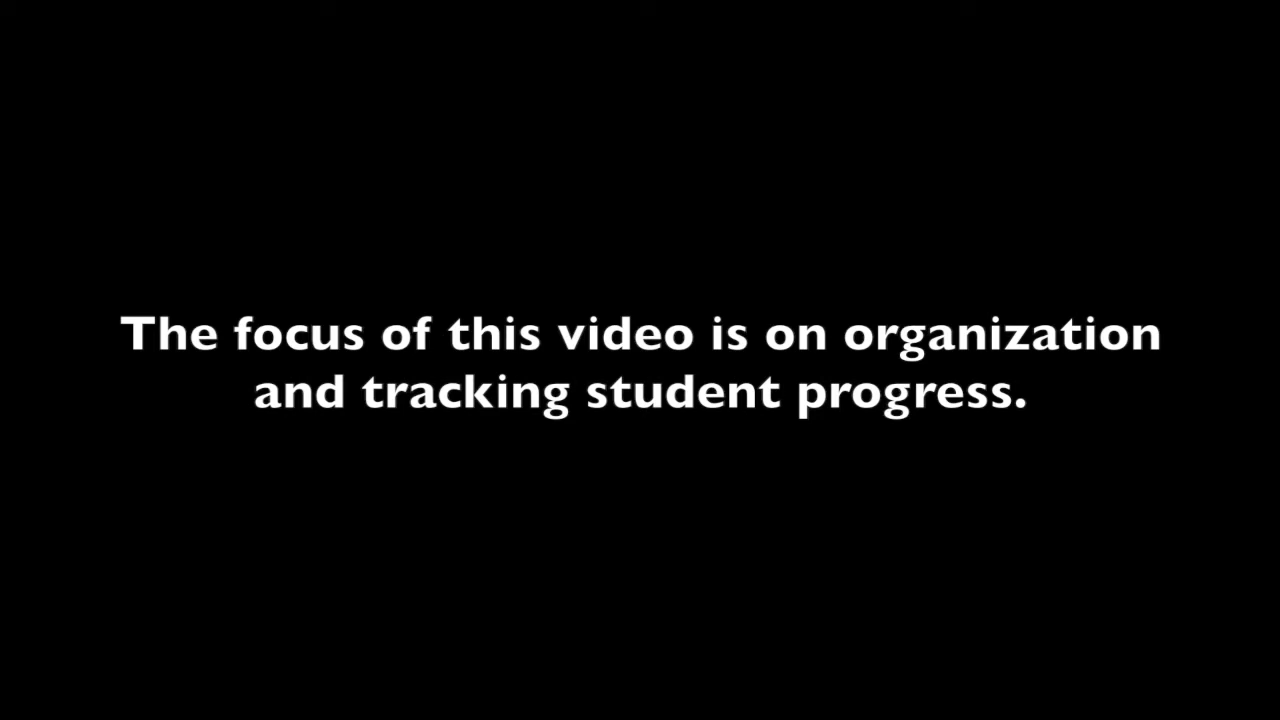 The focus of this video is on organization
and tracking student progress.